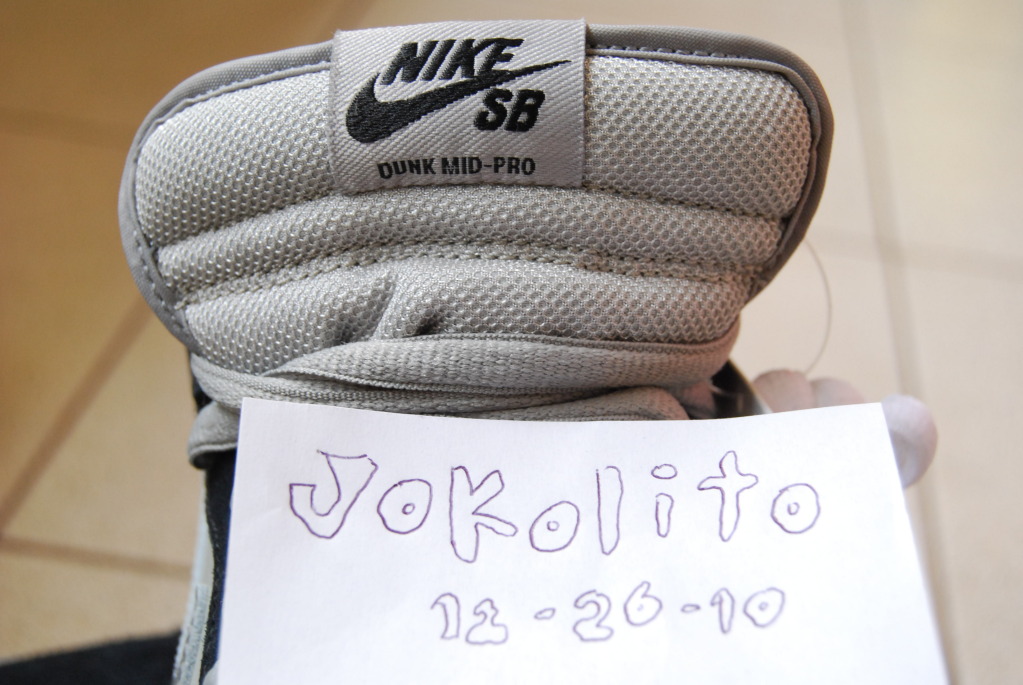 NIKE
SB
DUNK MID-PRO
Jokolito
12-26-10